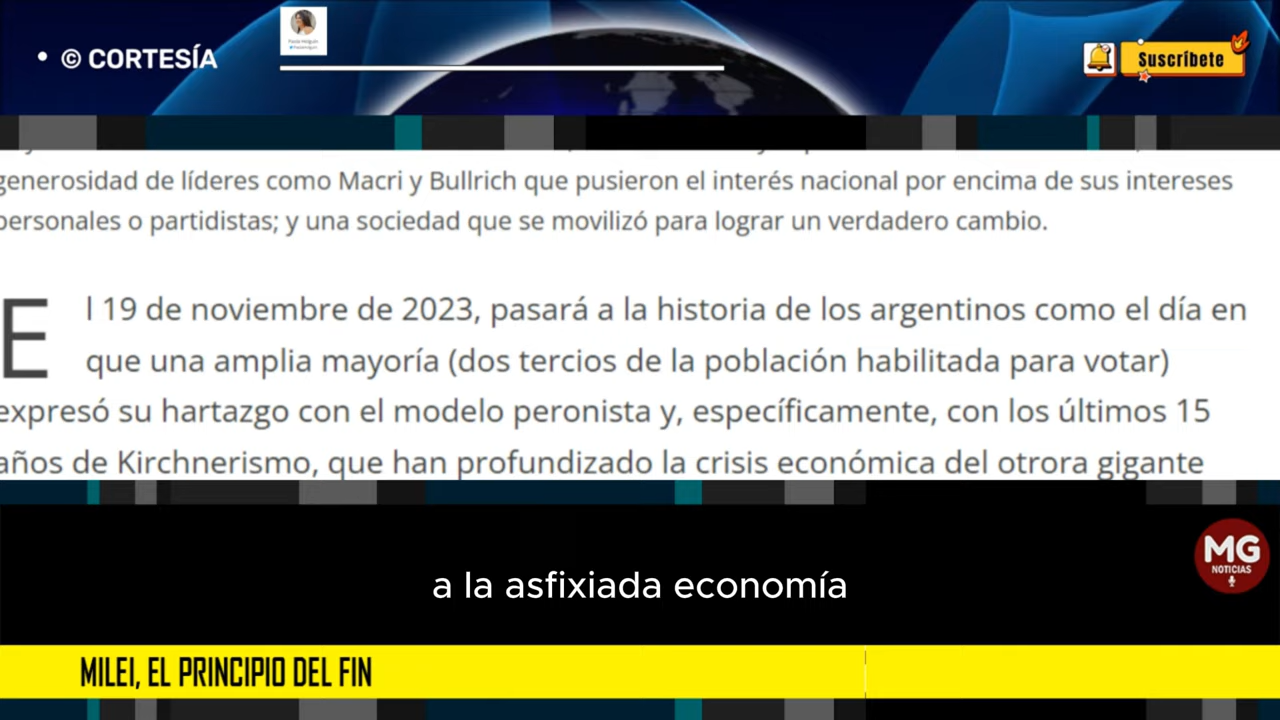 • © CORTESÍA
Suscríbete
generosidad de líderes como Macri y Bullrich que pusieron el interés nacional por encima de sus intereses
personales o partidistas; y una sociedad que se movilizó para lograr un verdadero cambio.
El 19 de noviembre de 2023, pasará a la historia de los argentinos como el día en
que una amplia mayoría (dos tercios de la población habilitada para votar)
expresó su hartazgo con el modelo peronista y, específicamente, con los últimos 15
años de Kirchnerismo, que han profundizado la crisis económica del otrora gigante
MG
NOTICIAS
a la asfixiada economía
MILEI, EL PRINCIPIO DEL FIN